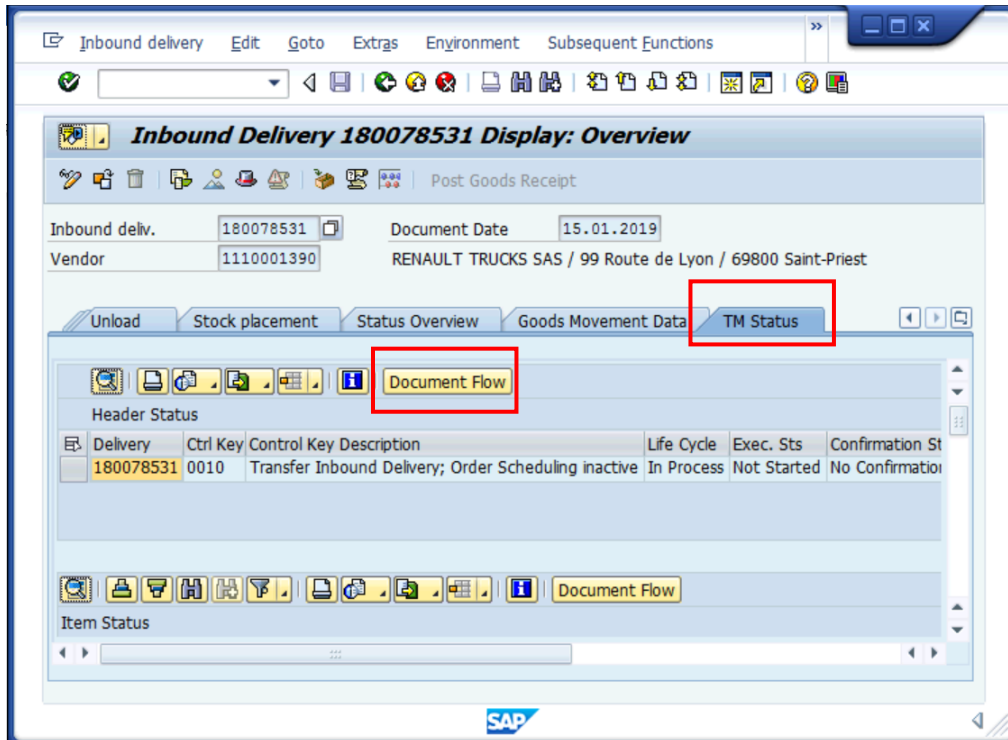 »
Inbound delivery Edit Goto Extras Environment Subsequent Functions
Inbound Delivery 180078531 Display: Overview
Post Goods Receipt
Inbound deliv. 180078531 Document Date 15.01.2019
Vendor 1110001390 RENAULT TRUCKS SAS / 99 Route de Lyon / 69800 Saint-Priest
Unload Stock placement Status Overview Goods Movement Data TM Status
Document Flow
Header Status
Delivery Ctrl Key Control Key Description Life Cycle Exec. Sts Confirmation St
180078531 0010 Transfer Inbound Delivery; Order Scheduling inactive In Process Not Started No Confirmation
Document Flow
Item Status
SAP